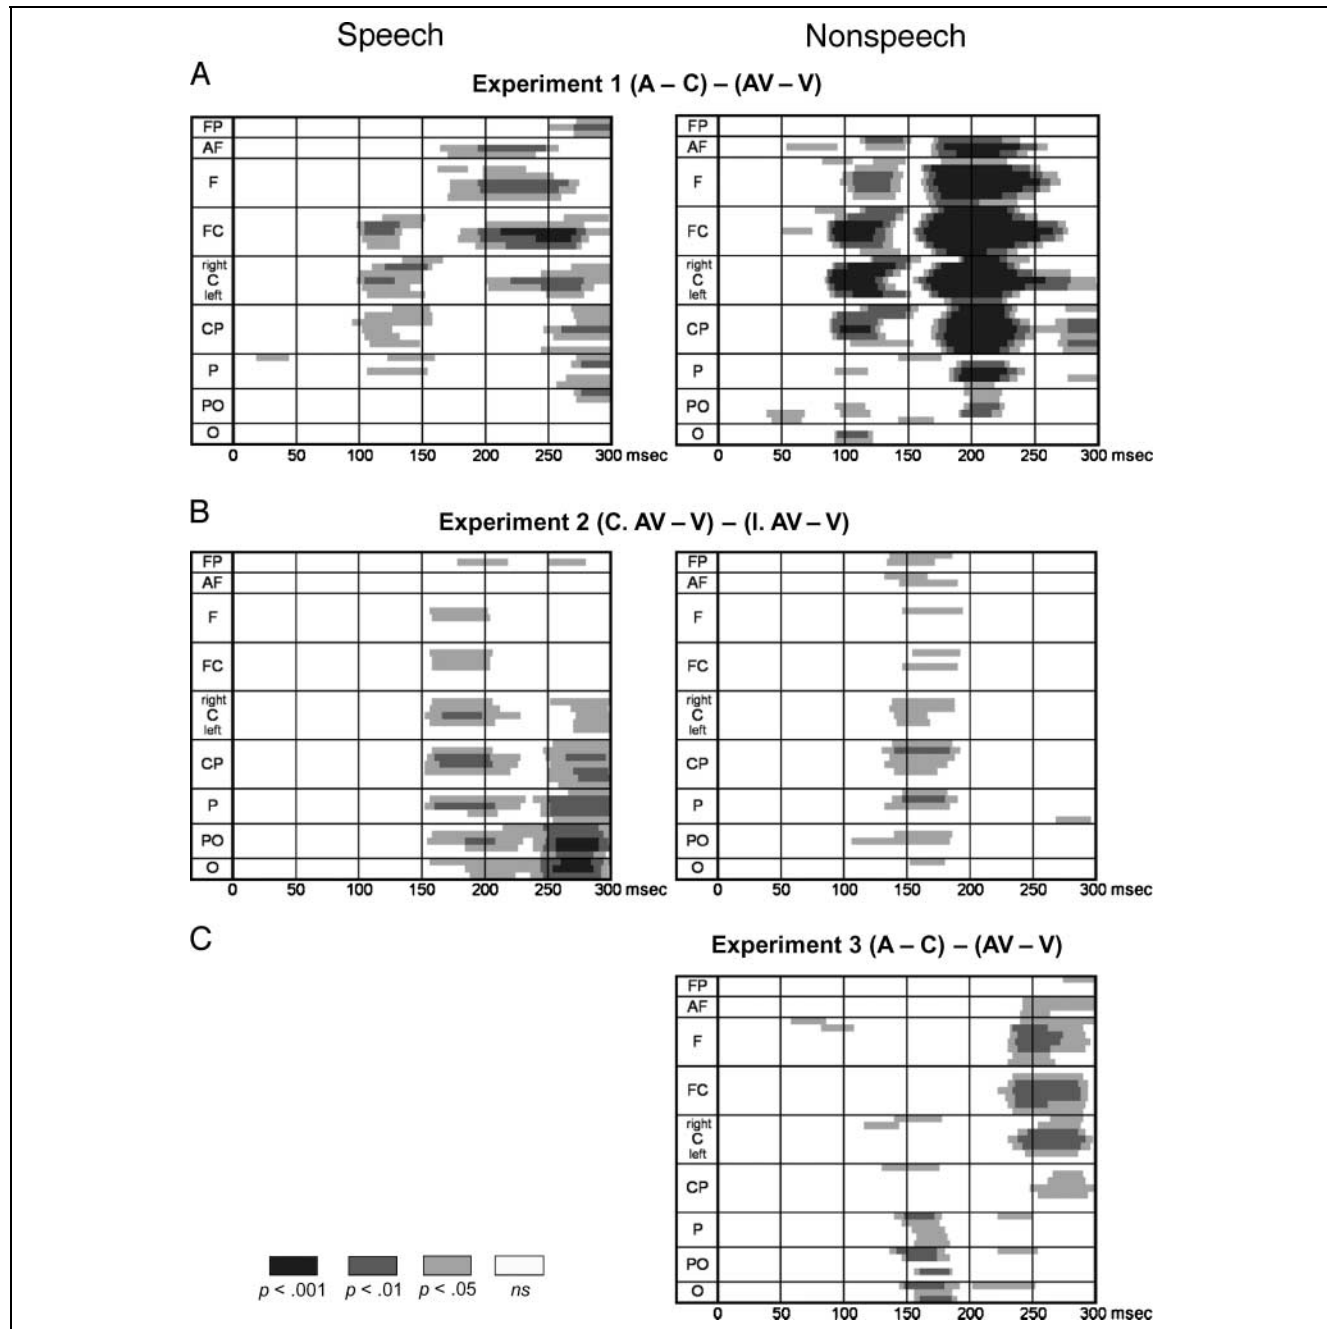 Speech Nonspeech
A
Experiment 1 (A – C) – (AV – V)
FP FP
AF AF
F F
FC FC
right right
C C
left left
CP CP
P P
PO PO
O O
0 50 100 150 200 250 300 msec 0 50 100 150 200 250 300 msec
B
Experiment 2 (C. AV – V) – (I. AV – V)
FP FP
AF AF
F F
FC FC
right right
C C
left left
CP CP
P P
PO PO
O O
0 50 100 150 200 250 300 msec 0 50 100 150 200 250 300 msec
C
Experiment 3 (A – C) – (AV – V)
FP
AF
F
FC
right
C
left
CP
P
PO
O
0 50 100 150 200 250 300 msec
p < .001 p < .01 p < .05 ns